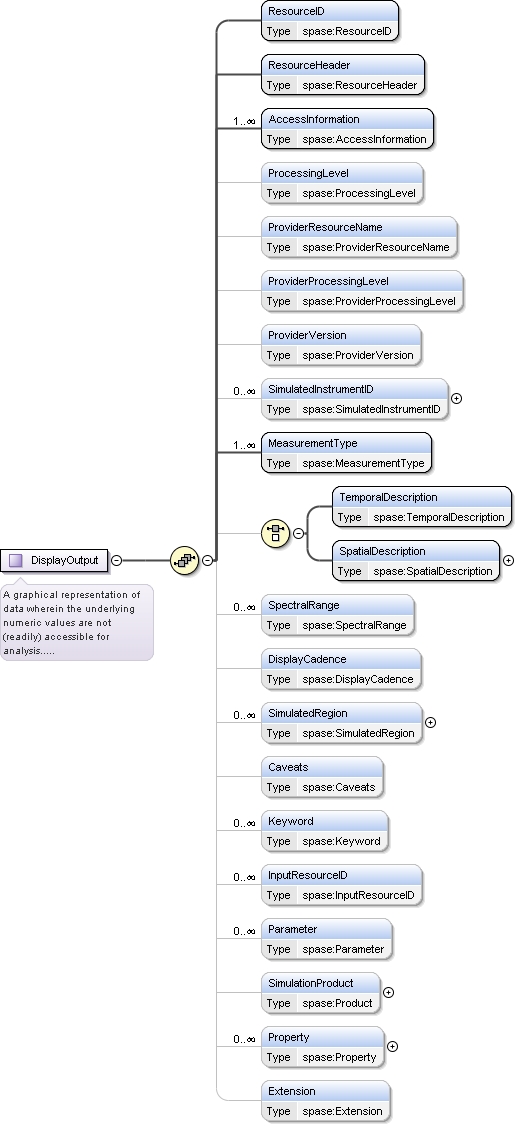 ResourceID
Type spase:ResourceID
ResourceHeader
Type spase:ResourceHeader
1..∞
AccessInformation
Type spase:AccessInformation
ProcessingLevel
Type spase:ProcessingLevel
ProviderResourceName
Type spase:ProviderResourceName
ProviderProcessingLevel
Type spase:ProviderProcessingLevel
ProviderVersion
Type spase:ProviderVersion
0..∞
SimulatedInstrumentID
Type spase:SimulatedInstrumentID
1..∞
MeasurementType
Type spase:MeasurementType
TemporalDescription
Type spase:TemporalDescription
SpatialDescription
Type spase:SpatialDescription
DisplayOutput
A graphical representation of
data wherein the underlying
numeric values are not
(readily) accessible for
analysis.....
0..∞
SpectralRange
Type spase:SpectralRange
DisplayCadence
Type spase:DisplayCadence
0..∞
SimulatedRegion
Type spase:SimulatedRegion
Caveats
Type spase:Caveats
0..∞
Keyword
Type spase:Keyword
0..∞
InputResourceID
Type spase:InputResourceID
0..∞
Parameter
Type spase:Parameter
SimulationProduct
Type spase:Product
0..∞
Property
Type spase:Property
Extension
Type spase:Extension